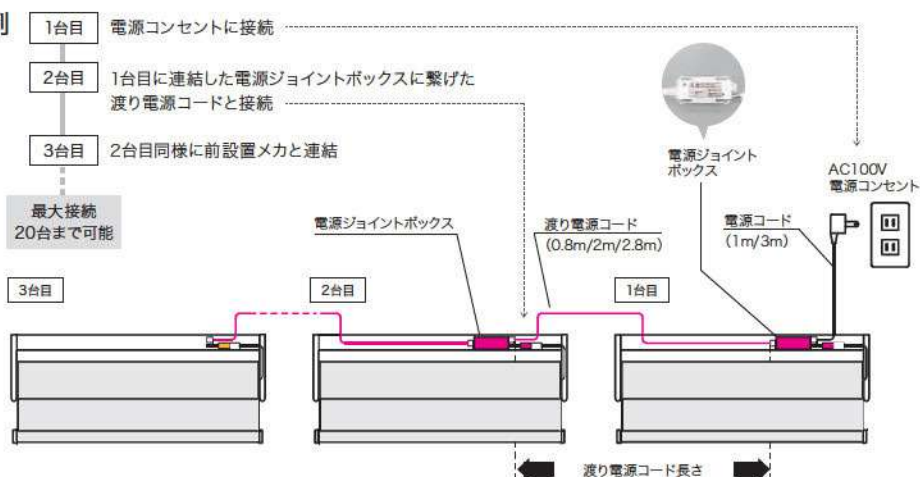 例
1台目
電源コンセントに接続
2台目
1台目に連結した電源ジョイントボックスに繋げた
渡り電源コードと接続
3台目
2台目同様に前設置メカと連結
最大接続
20台まで可能
電源ジョイント
ボックス
AC100V
電源コンセント
電源ジョイントボックス
渡り電源コード
(0.8m/2m/2.8m)
電源コード
(1m/3m)
3台目
2台目
1台目
渡り電源コード長さ